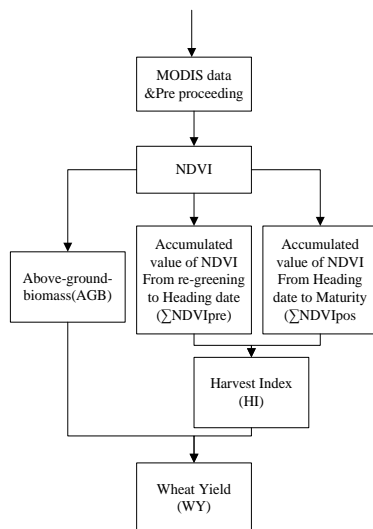 MODIS data
&Pre proceeding
NDVI
Above-ground-
biomass(AGB)
Accumulated
value of NDVI
From re-greening
to Heading date
(∑NDVIpre)
Accumulated
value of NDVI
From Heading
date to Maturity
(∑NDVIpos
Harvest Index
(HI)
Wheat Yield
(WY)